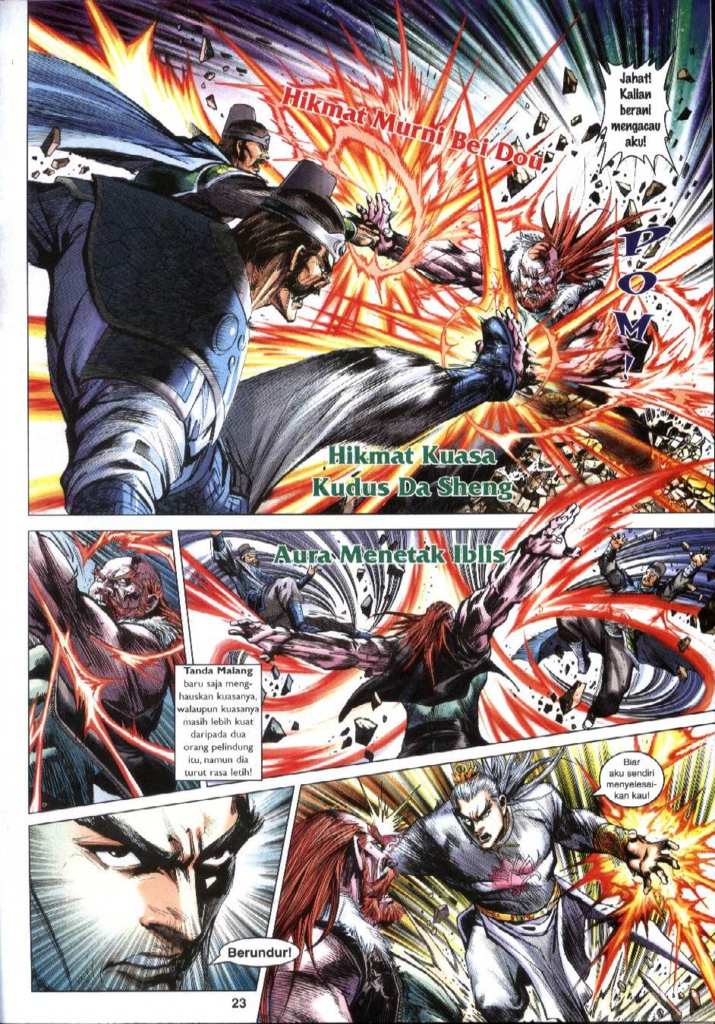 Hikmat Murni Bei Dou
Jahat!
Kalian
berani
mengacau
aku!
POM!
Hikmat Kuasa
Kudus Da Sheng
Aura Menetak Iblis
Tanda Malang
baru saja meng-
hauskan kuasanya,
walaupun kuasanya
masih lebih kuat
daripada dua
orang pelindung
itu, namun dia
turut rasa letih!
Biar
aku sendiri
menyelesai-
kan kau!
Berundur!
23